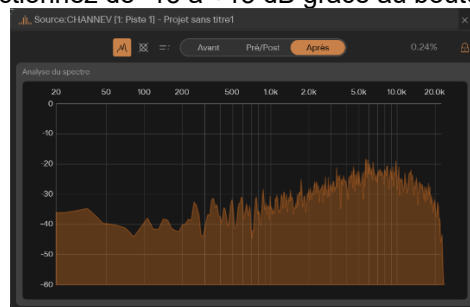 Source:CHANNEV [1: Piste 1] - Projet sans titre1
Avant Pré/Post Après 0.24%
Analyse du spectre
20 50 100 200 500 1.0k 2.0k 5.0k 10.0k 20.0k
0
-10
-20
-30
-40
-50
-60